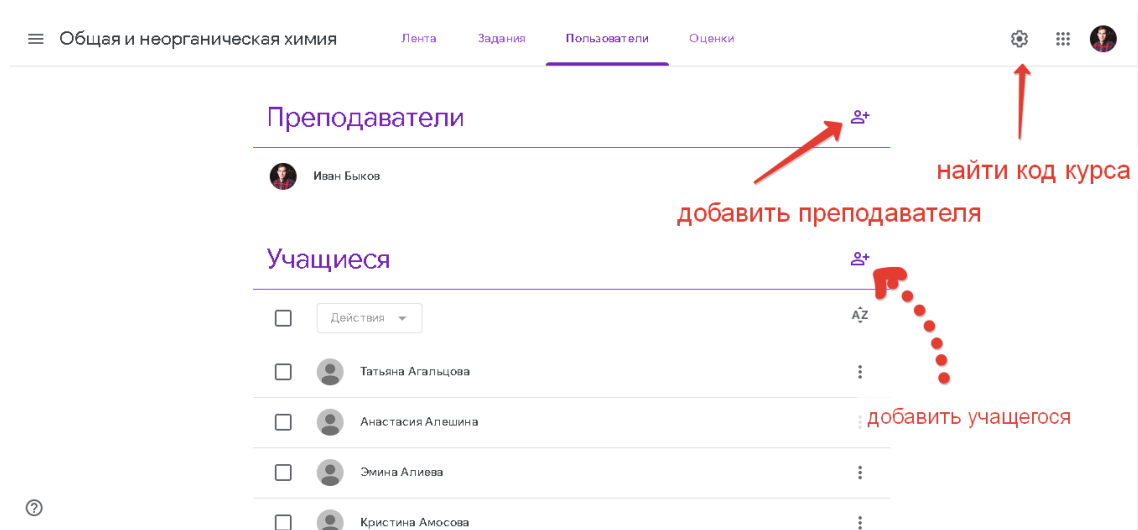 Общая и неорганическая химия Лента Задания Пользователи Оценки
Преподаватели
найти код курса
Иван Быков
добавить преподавателя
Учащиеся
Действия AZ
Татьяна Агальцова
добавить учащегося
Анастасия Алешина
Эмина Алиева
Кристина Амосова